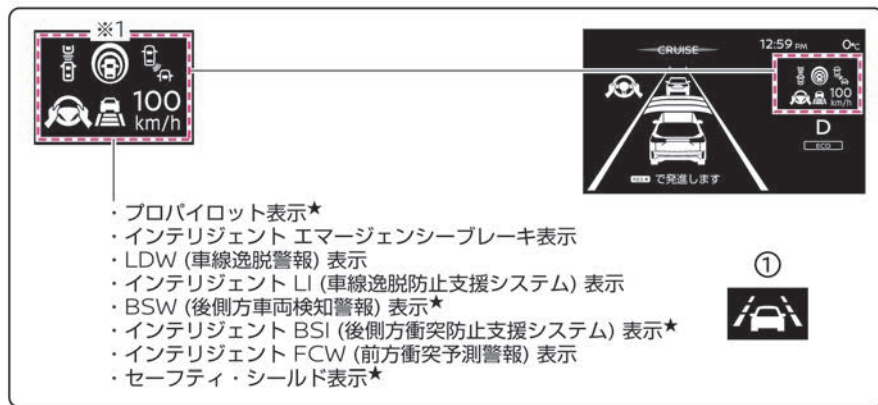 ※1
100
km/h
CRUISE
12:59 PM
0℃
100
km/h
D
ECO
RES+ で発進します
・プロパイロット表示★
・インテリジェント エマージェンシーブレーキ表示
・LDW (車線逸脱警報) 表示
・インテリジェント LI (車線逸脱防止支援システム) 表示
・BSW (後側方車両検知警報) 表示★
・インテリジェント BSI (後側方衝突防止支援システム) 表示★
・インテリジェント FCW (前方衝突予測警報) 表示
・セーフティ・シールド表示★
①